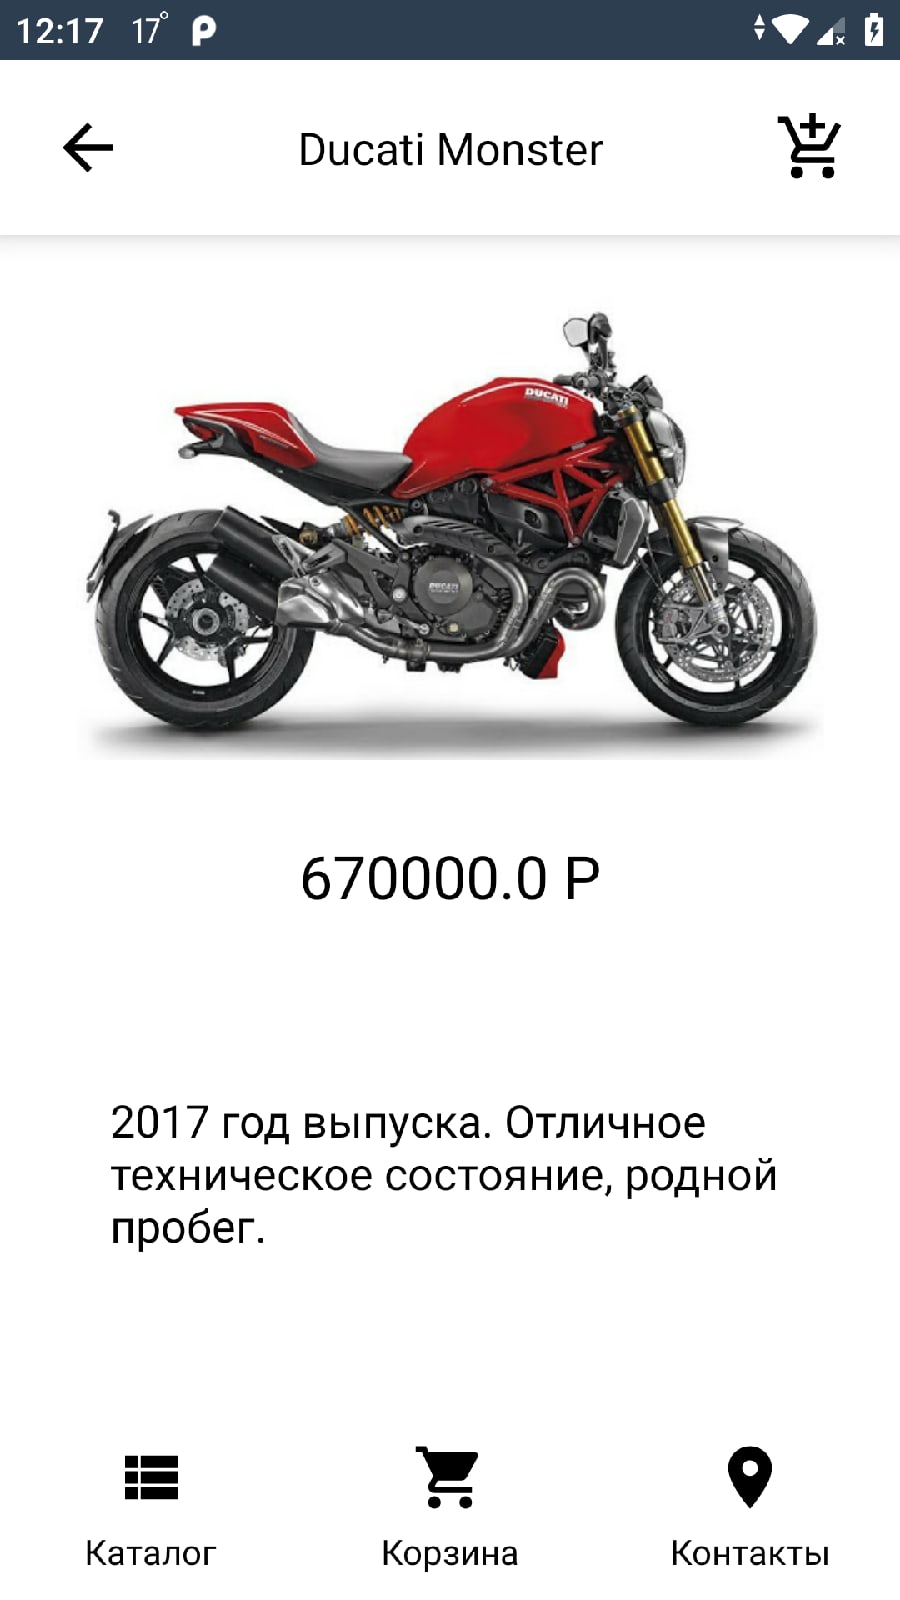 12:17 17°
Ducati Monster
DUCATI
DUCATI
670000.0 Р
2017 год выпуска. Отличное
техническое состояние, родной
пробег.
Каталог Корзина Контакты